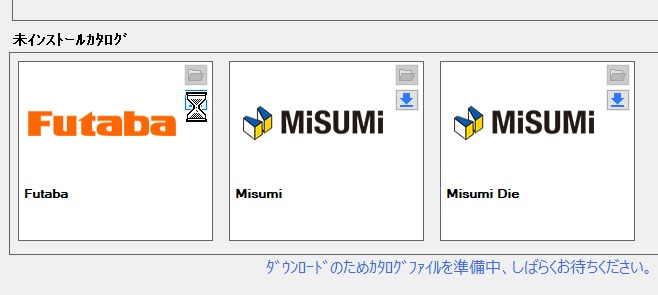 未インストールカタログﾞ
Futaba
MiSUMi
MiSUMi
Futaba
Misumi
Misumi Die
ﾀﾞｳﾝﾛｰﾄﾞのためｶﾀﾛｸﾞﾌｧｲﾙを準備中、しばらくお待ちください。